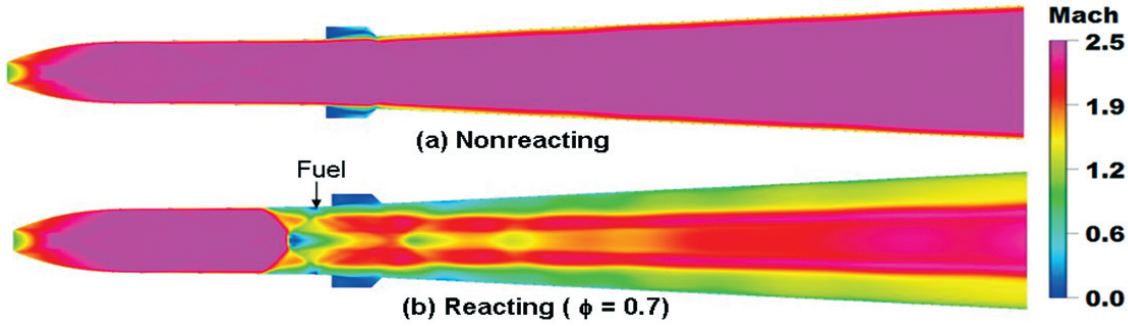 Mach
2.5
1.9
1.2
0.6
0.0
(a) Nonreacting
Fuel
(b) Reacting ( ϕ = 0.7)